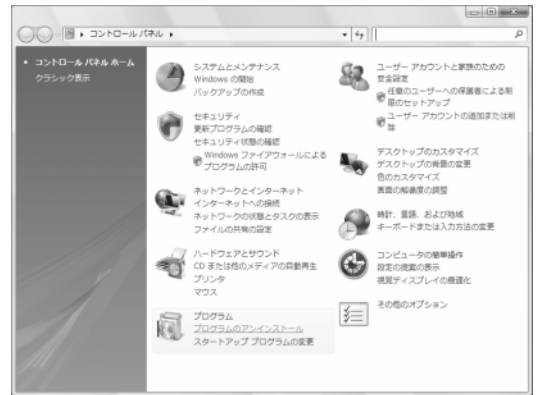 コントロール パネル
コントロール パネル ホーム
クラシック表示
システムとメンテナンス
Windows の開始
バックアップの作成
セキュリティ
更新プログラムの確認
セキュリティ状態の確認
Windows ファイアウォールによる
プログラムの許可
ネットワークとインターネット
インターネットへの接続
ネットワークの状態とタスクの表示
ファイルの共有の設定
ハードウェアとサウンド
CD または他のメディアの自動再生
プリンタ
マウス
プログラム
プログラムのアンインストール
スタートアップ プログラムの変更
ユーザー アカウントと家族のための
安全設定
任意のユーザーへの保護者による制
限のセットアップ
ユーザー アカウントの追加または削
除
デスクトップのカスタマイズ
デスクトップの背景の変更
色のカスタマイズ
画面の解像度の調整
時計、言語、および地域
キーボードまたは入力方法の変更
コンピュータの簡単操作
設定の提案の表示
視覚ディスプレイの最適化
その他のオプション